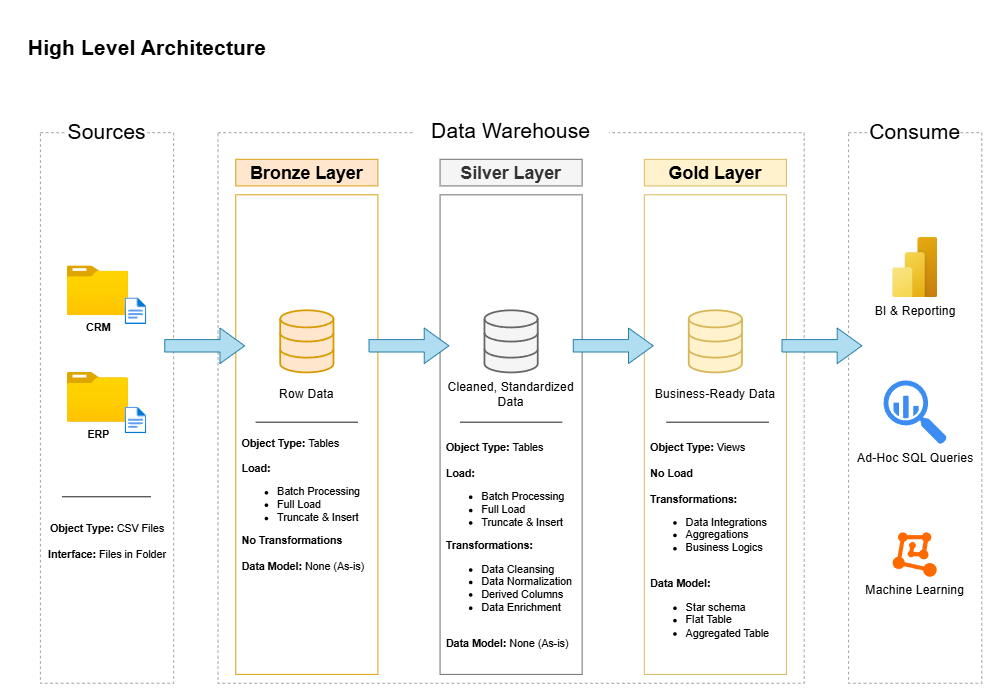 High Level Architecture
Sources
CRM
ERP
Object Type: CSV Files
Interface: Files in Folder
Data Warehouse
Bronze Layer
Row Data
Object Type: Tables
Load:
• Batch Processing
• Full Load
• Truncate & Insert
No Transformations
Data Model: None (As-is)
Silver Layer
Cleaned, Standardized
Data
Object Type: Tables
Load:
• Batch Processing
• Full Load
• Truncate & Insert
Transformations:
• Data Cleansing
• Data Normalization
• Derived Columns
• Data Enrichment
Data Model: None (As-is)
Gold Layer
Business-Ready Data
Object Type: Views
No Load
Transformations:
• Data Integrations
• Aggregations
• Business Logics
Data Model:
• Star schema
• Flat Table
• Aggregated Table
Consume
BI & Reporting
Ad-Hoc SQL Queries
Machine Learning